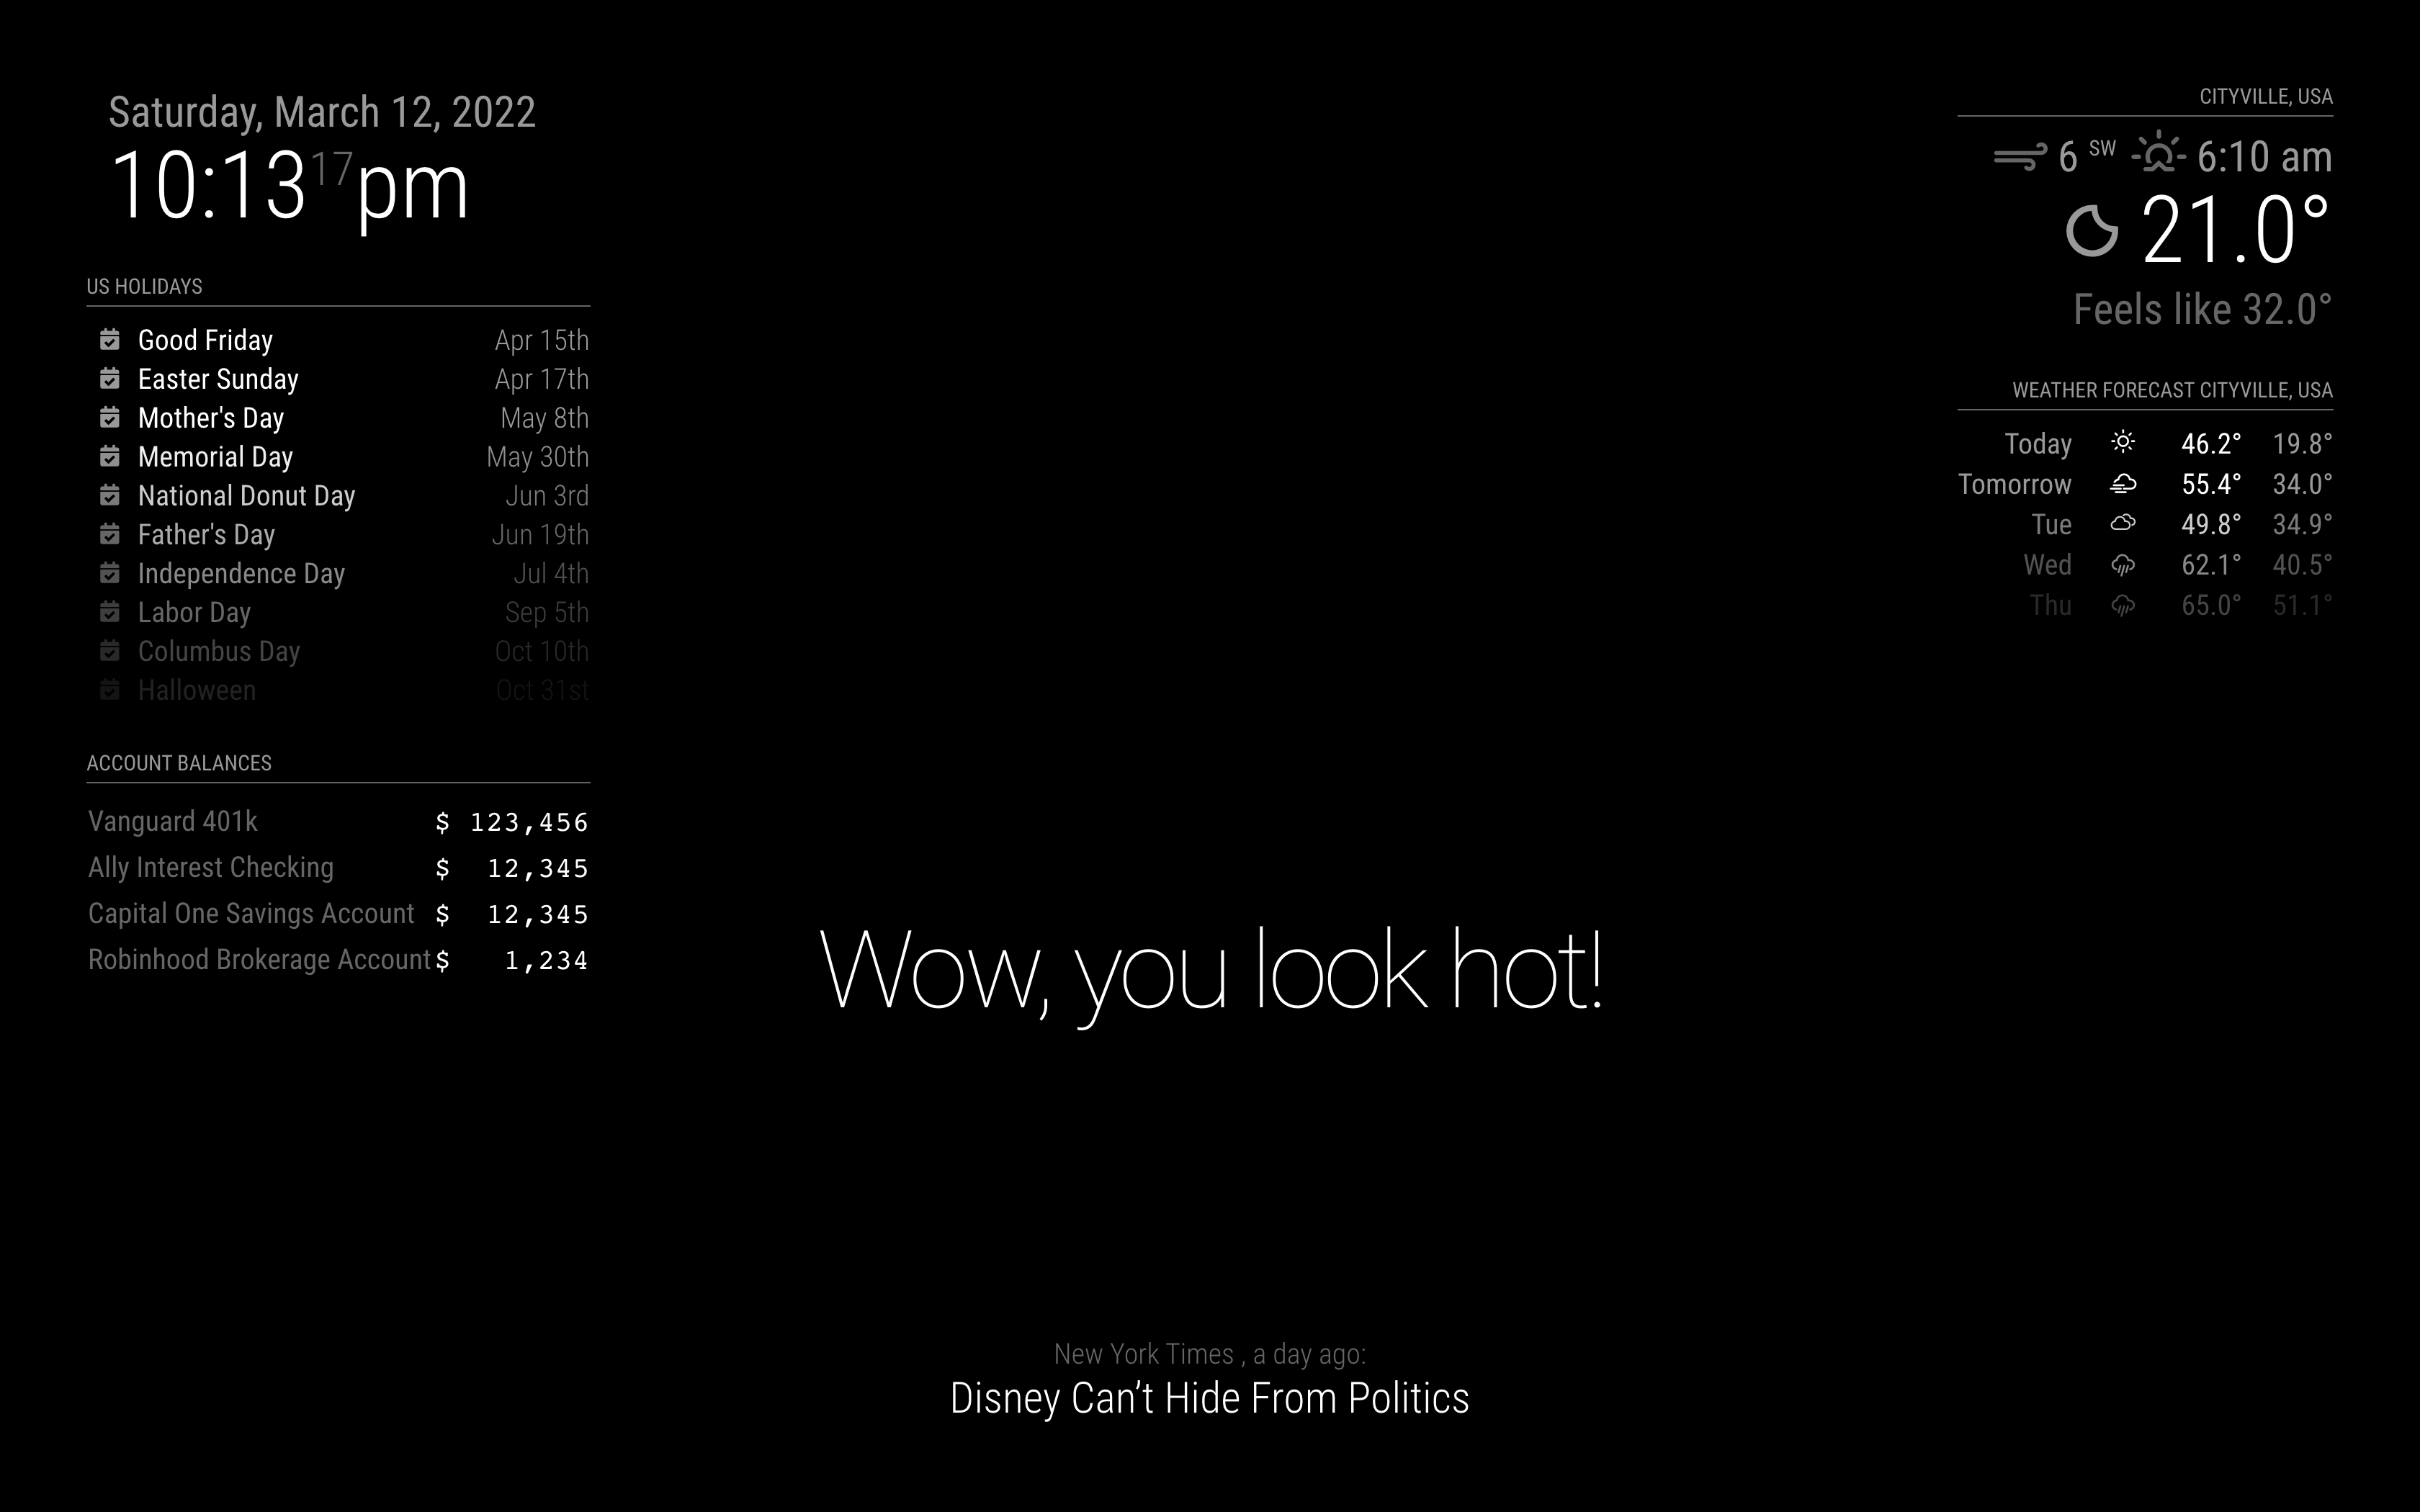 Saturday, March 12, 2022
10:13 17 pm
US HOLIDAYS
Good Friday Apr 15th
Easter Sunday Apr 17th
Mother's Day May 8th
Memorial Day May 30th
National Donut Day Jun 3rd
Father's Day Jun 19th
Independence Day Jul 4th
Labor Day Sep 5th
Columbus Day Oct 10th
Halloween Oct 31st
ACCOUNT BALANCES
Vanguard 401k $ 123,456
Ally Interest Checking $ 12,345
Capital One Savings Account $ 12,345
Robinhood Brokerage Account $ 1,234
CITYVILLE, USA
6 SW 6:10 am
21.0°
Feels like 32.0°
WEATHER FORECAST CITYVILLE, USA
Today 46.2° 19.8°
Tomorrow 55.4° 34.0°
Tue 49.8° 34.9°
Wed 62.1° 40.5°
Thu 65.0° 51.1°
Wow, you look hot!
New York Times , a day ago:
Disney Can’t Hide From Politics